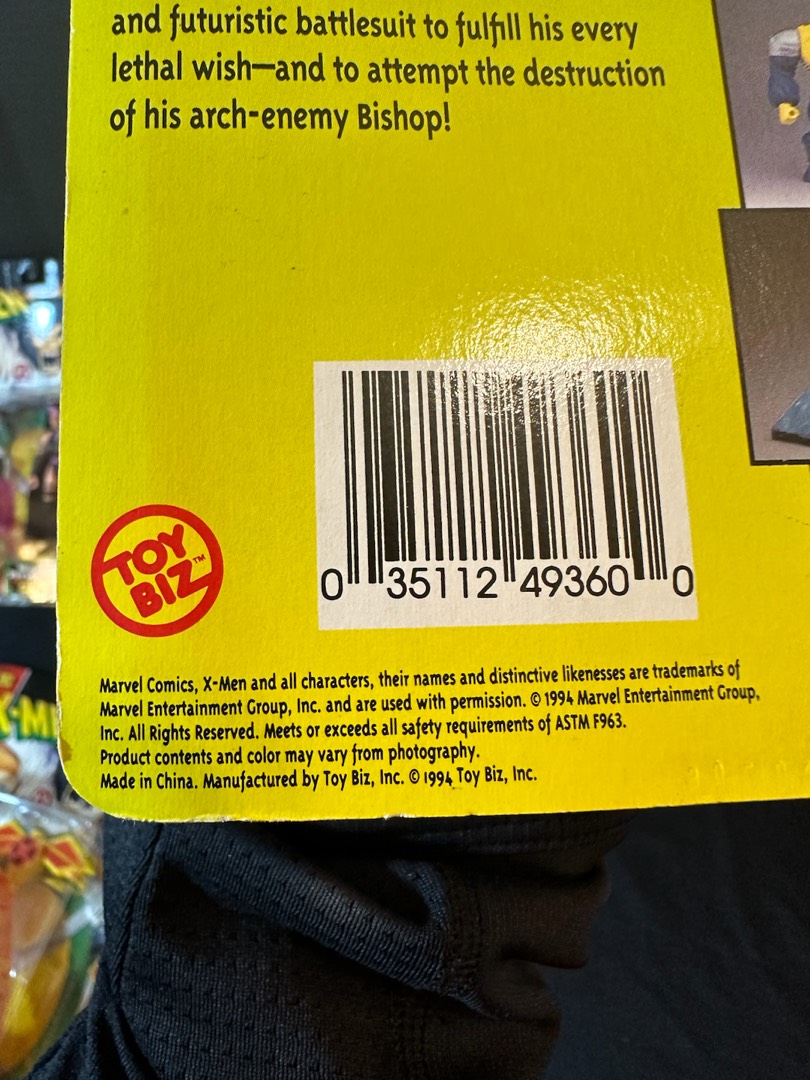 and futuristic battlesuit to fulfill his every
lethal wish—and to attempt the destruction
of his arch-enemy Bishop!
TOY
BIZ™
0 35112 49360 0
Marvel Comics, X-Men and all characters, their names and distinctive likenesses are trademarks of
Marvel Entertainment Group, Inc. and are used with permission. © 1994 Marvel Entertainment Group,
Inc. All Rights Reserved. Meets or exceeds all safety requirements of ASTM F963.
Product contents and color may vary from photography.
Made in China. Manufactured by Toy Biz, Inc. © 1994 Toy Biz, Inc.